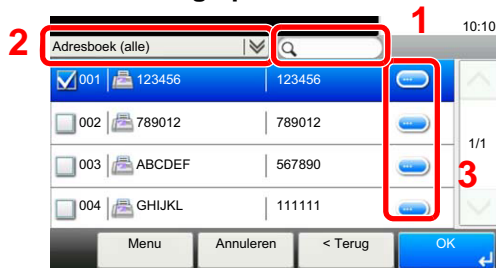 1
10:10
2
Adresboek (alle)
001 123456 123456
002 789012 789012
1/1
003 ABCDEF 567890
3
004 GHIJKL 111111
Menu Annuleren < Terug OK